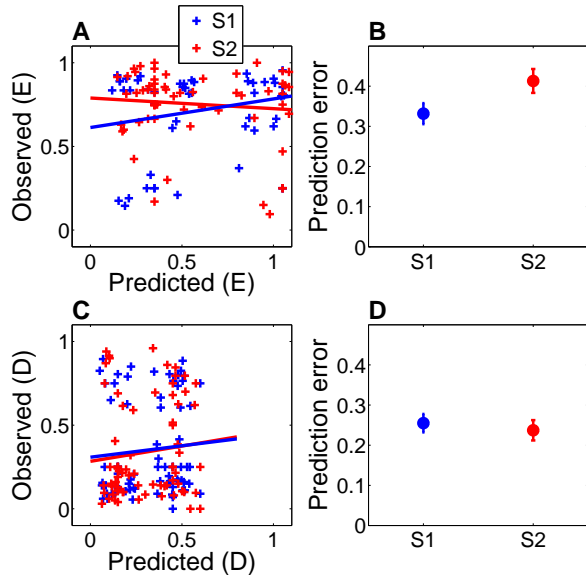 A
S1
S2
B
1
0.5
0
Observed (E)
0
0.5
1
Predicted (E)
0.4
0.3
0.2
0.1
0
Prediction error
S1
S2
C
D
1
0.5
0
Observed (D)
0
0.5
1
Predicted (D)
0.4
0.3
0.2
0.1
0
Prediction error
S1
S2